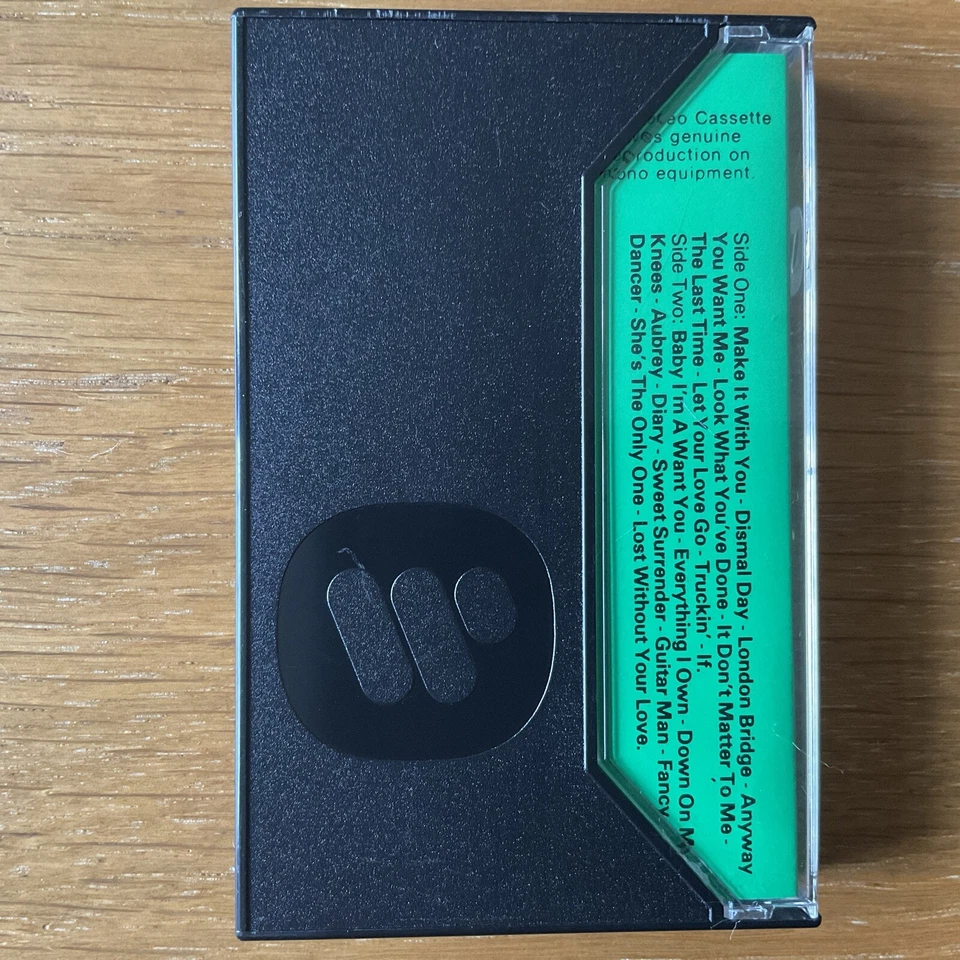 Cassette
genuine
production on
equipment.
Side One: Make It With You - Dismal Day - London Bridge - Anyway
You Want Me - Look What You've Done - It Don't Matter To Me -
The Last Time - Let Your Love Go - Truckin' - If.
Side Two: Baby I'm A Want You - Everything I Own - Down On M
Knees - Aubrey - Diary - Sweet Surrender - Guitar Man - Fancy
Dancer - She's The Only One - Lost Without Your Love.